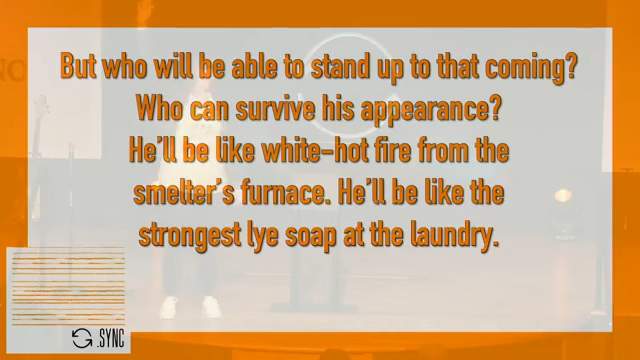 But who will be able to stand up to that coming?
Who can survive his appearance?
He'll be like white-hot fire from the
smelter's furnace. He'll be like the
strongest lye soap at the laundry.
.SYNC